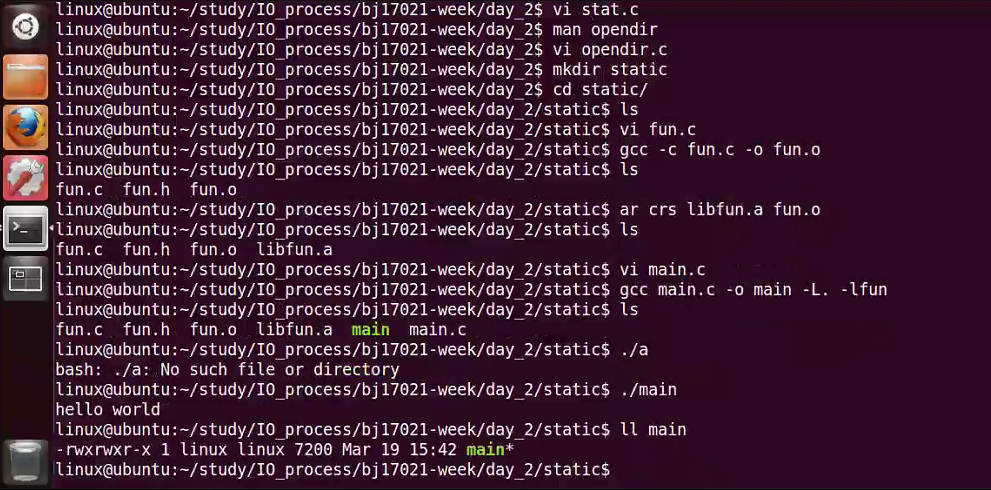 linux@ubuntu:~/study/IO_process/bj17021-week/day_2$ vi stat.c
linux@ubuntu:~/study/IO_process/bj17021-week/day_2$ man opendir
linux@ubuntu:~/study/IO_process/bj17021-week/day_2$ vi opendir.c
linux@ubuntu:~/study/IO_process/bj17021-week/day_2$ mkdir static
linux@ubuntu:~/study/IO_process/bj17021-week/day_2$ cd static/
linux@ubuntu:~/study/IO_process/bj17021-week/day_2/static$ ls
linux@ubuntu:~/study/IO_process/bj17021-week/day_2/static$ vi fun.c
linux@ubuntu:~/study/IO_process/bj17021-week/day_2/static$ gcc -c fun.c -o fun.o
linux@ubuntu:~/study/IO_process/bj17021-week/day_2/static$ ls
fun.c  fun.h  fun.o
linux@ubuntu:~/study/IO_process/bj17021-week/day_2/static$ ar crs libfun.a fun.o
linux@ubuntu:~/study/IO_process/bj17021-week/day_2/static$ ls
fun.c  fun.h  fun.o  libfun.a
linux@ubuntu:~/study/IO_process/bj17021-week/day_2/static$ vi main.c
linux@ubuntu:~/study/IO_process/bj17021-week/day_2/static$ gcc main.c -o main -L. -lfun
linux@ubuntu:~/study/IO_process/bj17021-week/day_2/static$ ls
fun.c  fun.h  fun.o  libfun.a  main  main.c
linux@ubuntu:~/study/IO_process/bj17021-week/day_2/static$ ./a
bash: ./a: No such file or directory
linux@ubuntu:~/study/IO_process/bj17021-week/day_2/static$ ./main
hello world
linux@ubuntu:~/study/IO_process/bj17021-week/day_2/static$ ll main
-rwxrwxr-x 1 linux linux 7200 Mar 19 15:42 main*
linux@ubuntu:~/study/IO_process/bj17021-week/day_2/static$